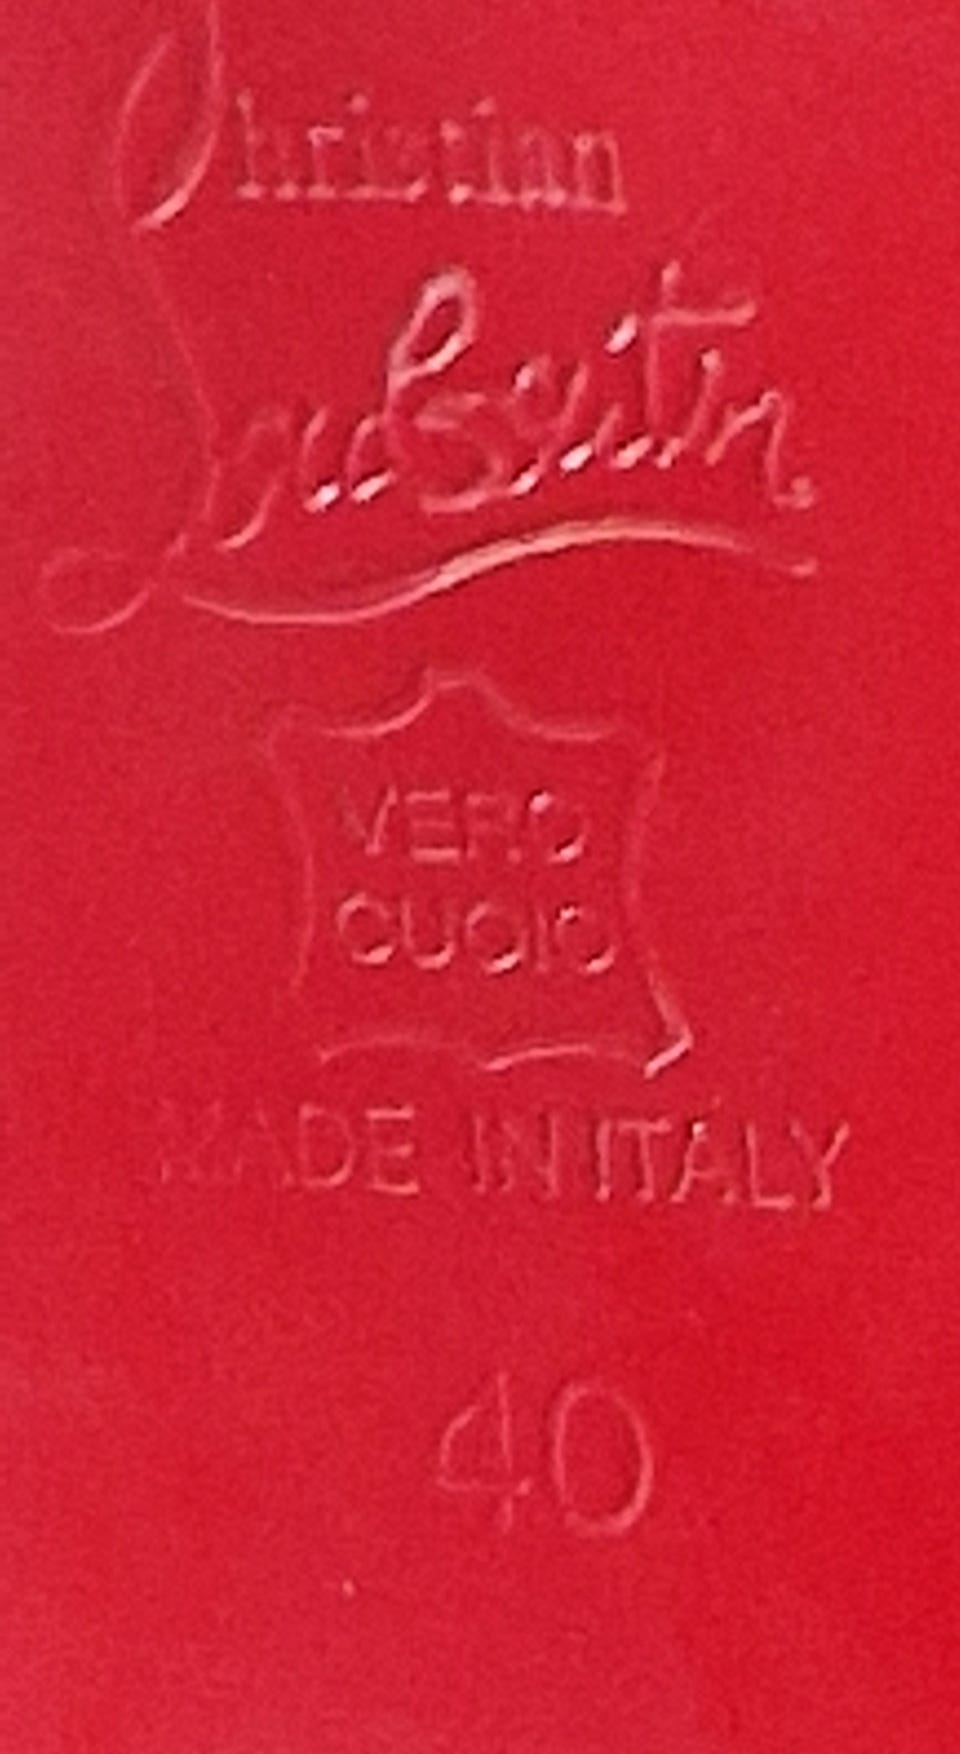 Christian
Louboutin
VERO
CUOIO
MADE IN ITALY
40